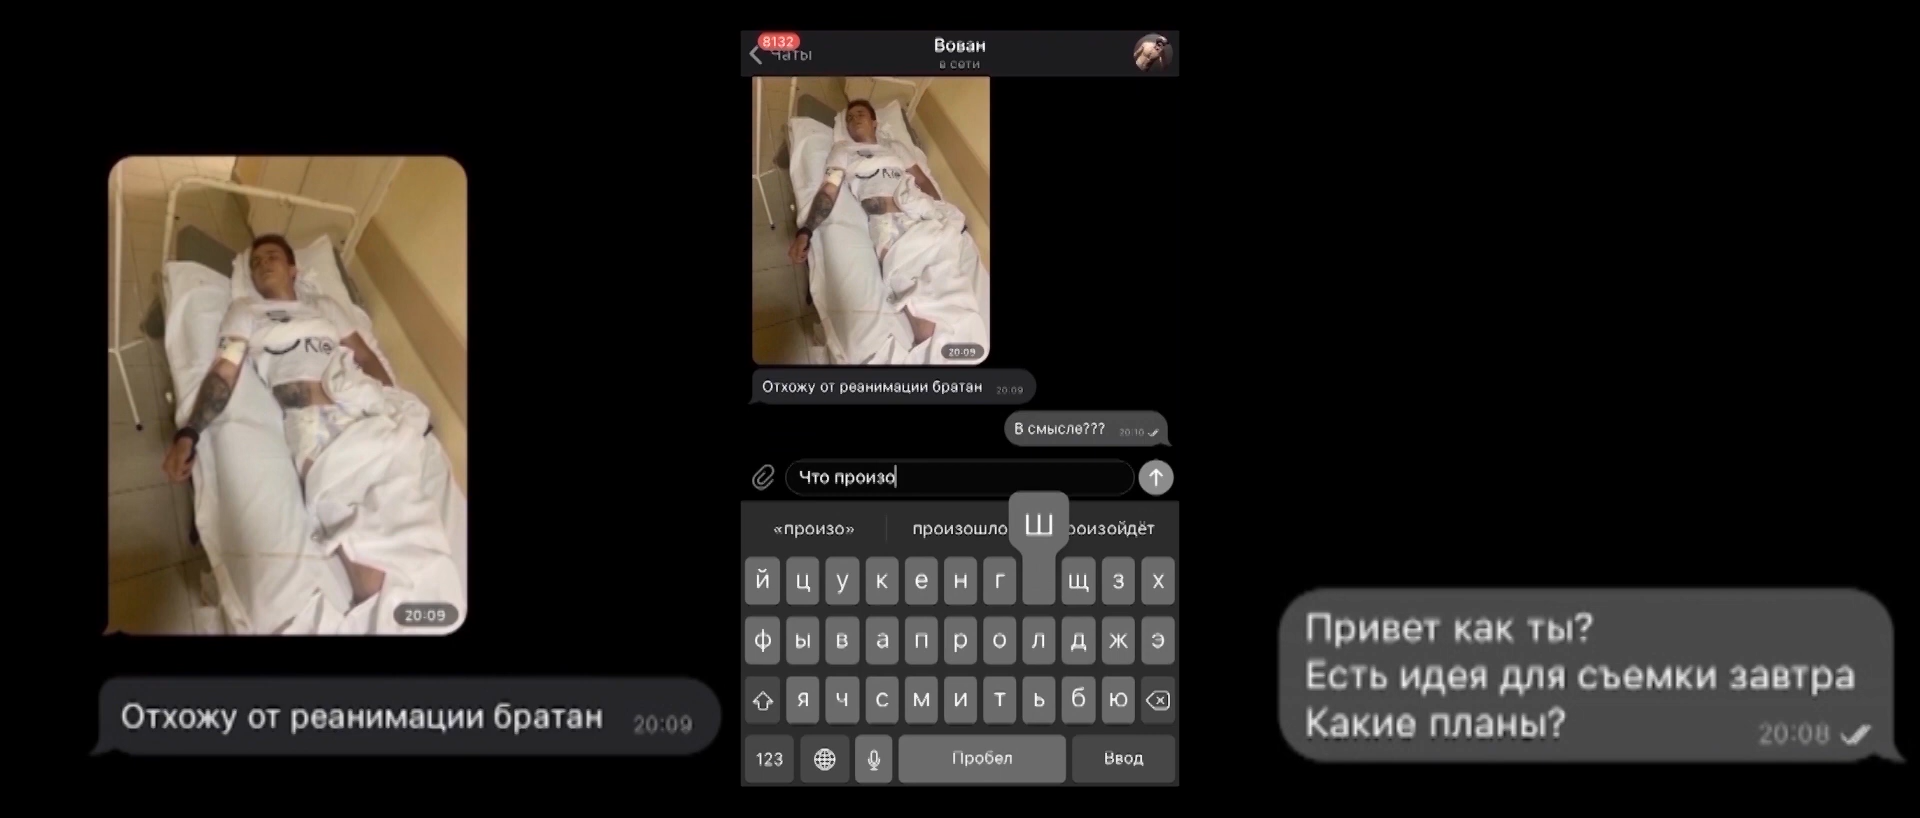 20:09
Отхожу от реанимации братан 20:09
8132
Чаты
Вован
в сети
20:09
Отхожу от реанимации братан 20:09
В смысле??? 20:10
Что произо
«произо» произошло роизойдёт
Ш
й ц у к е н г щ з х
ф ы в а п р о л д ж э
я ч с м и т ь б ю
123 Пробел Ввод
Привет как ты?
Есть идея для съемки завтра
Какие планы? 20:08